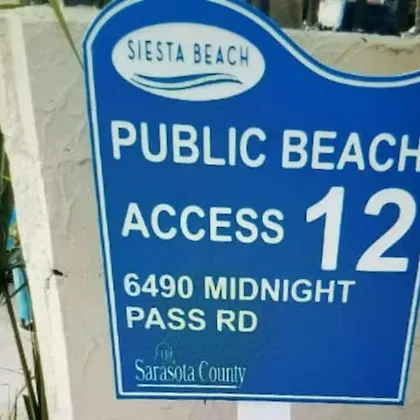 SIESTA BEACH
PUBLIC BEACH
ACCESS 12
6490 MIDNIGHT
PASS RD
Sarasota County